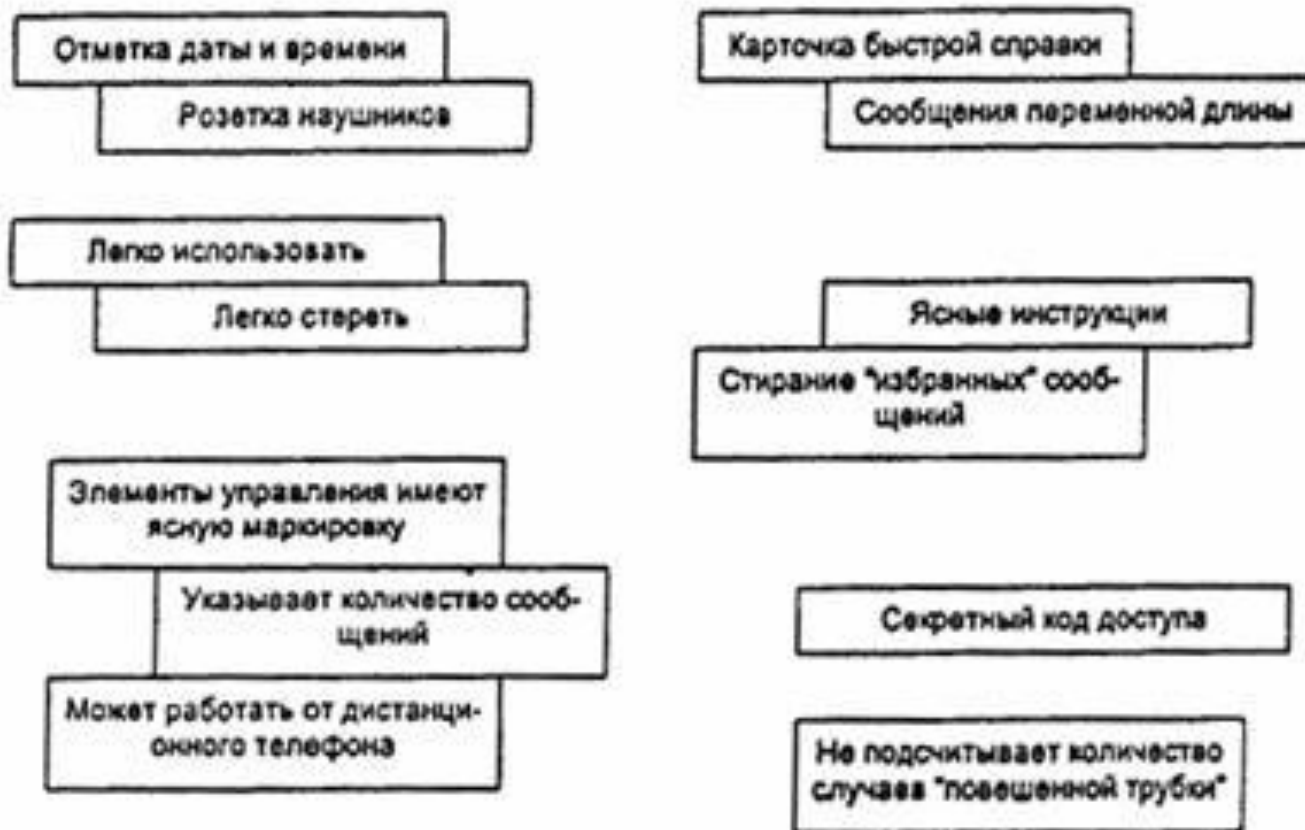 Отметка даты и времени
Розетка наушников
Легко использовать
Легко стереть
Элементы управления имеют
ясную маркировку
Указывает количество сооб-
щений
Может работать от дистанци-
онного телефона
Карточка быстрой справки
Сообщения переменной длины
Ясные инструкции
Стирание "избранных" сооб-
щений
Секретный код доступа
Не подсчитывает количество
случаев "повешенной трубки"